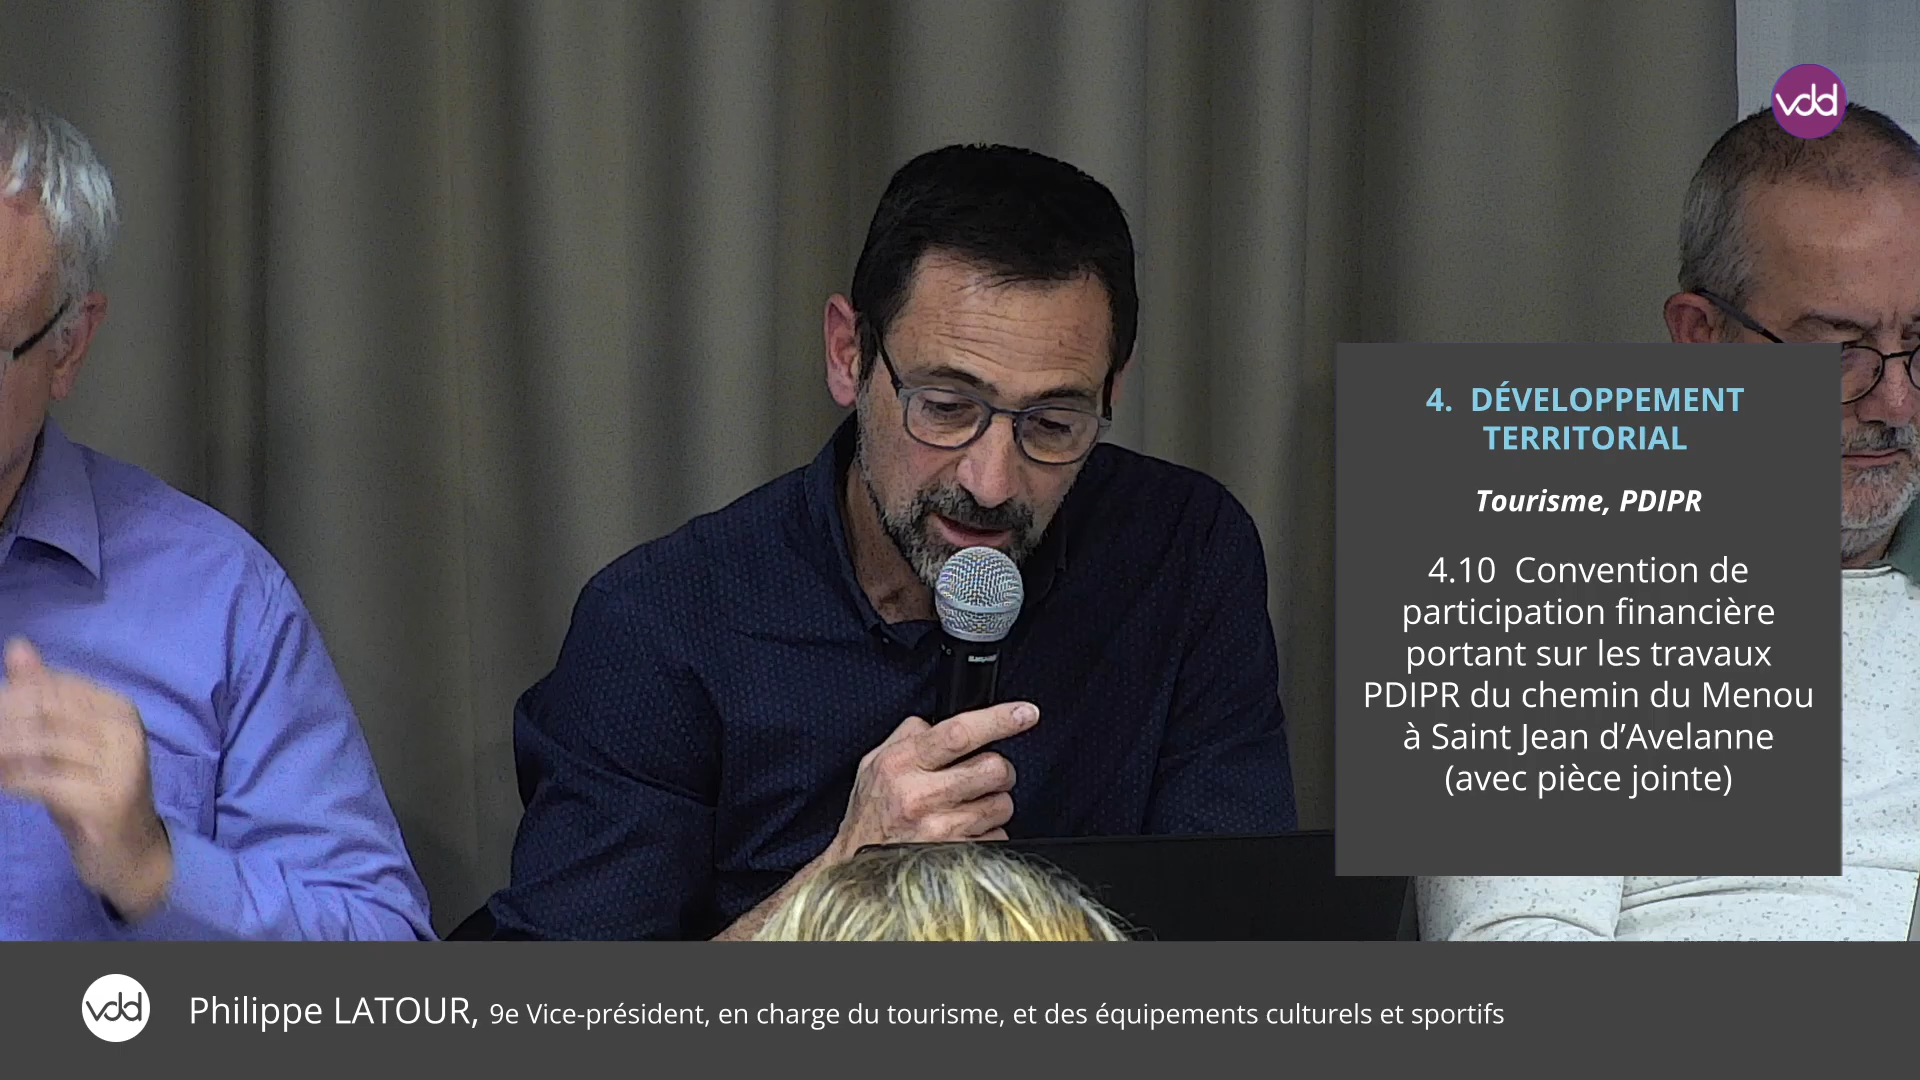 vdd
4. DÉVELOPPEMENT
TERRITORIAL
Tourisme, PDIPR
4.10 Convention de
participation financière
portant sur les travaux
PDIPR du chemin du Menou
à Saint Jean d’Avelanne
(avec pièce jointe)
vdd
Philippe LATOUR, 9e Vice-président, en charge du tourisme, et des équipements culturels et sportifs